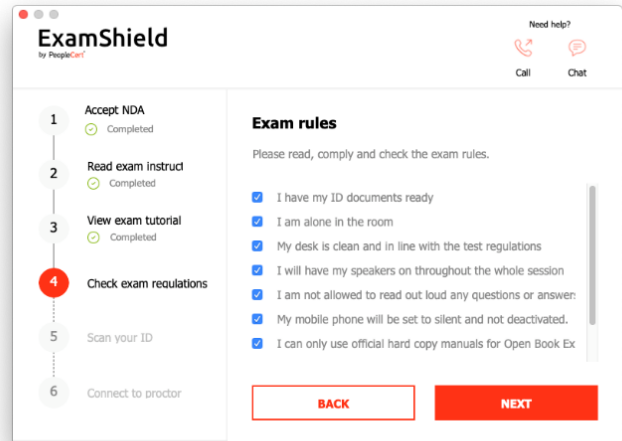 ExamShield
by PeopleCert
Need help?
Call
Chat
1
Accept NDA
Completed
2
Read exam instruct
Completed
3
View exam tutorial
Completed
4
Check exam regulations
5
Scan your ID
6
Connect to proctor
Exam rules
Please read, comply and check the exam rules.
I have my ID documents ready
I am alone in the room
My desk is clean and in line with the test regulations
I will have my speakers on throughout the whole session
I am not allowed to read out loud any questions or answers
My mobile phone will be set to silent and not deactivated.
I can only use official hard copy manuals for Open Book Ex
BACK
NEXT